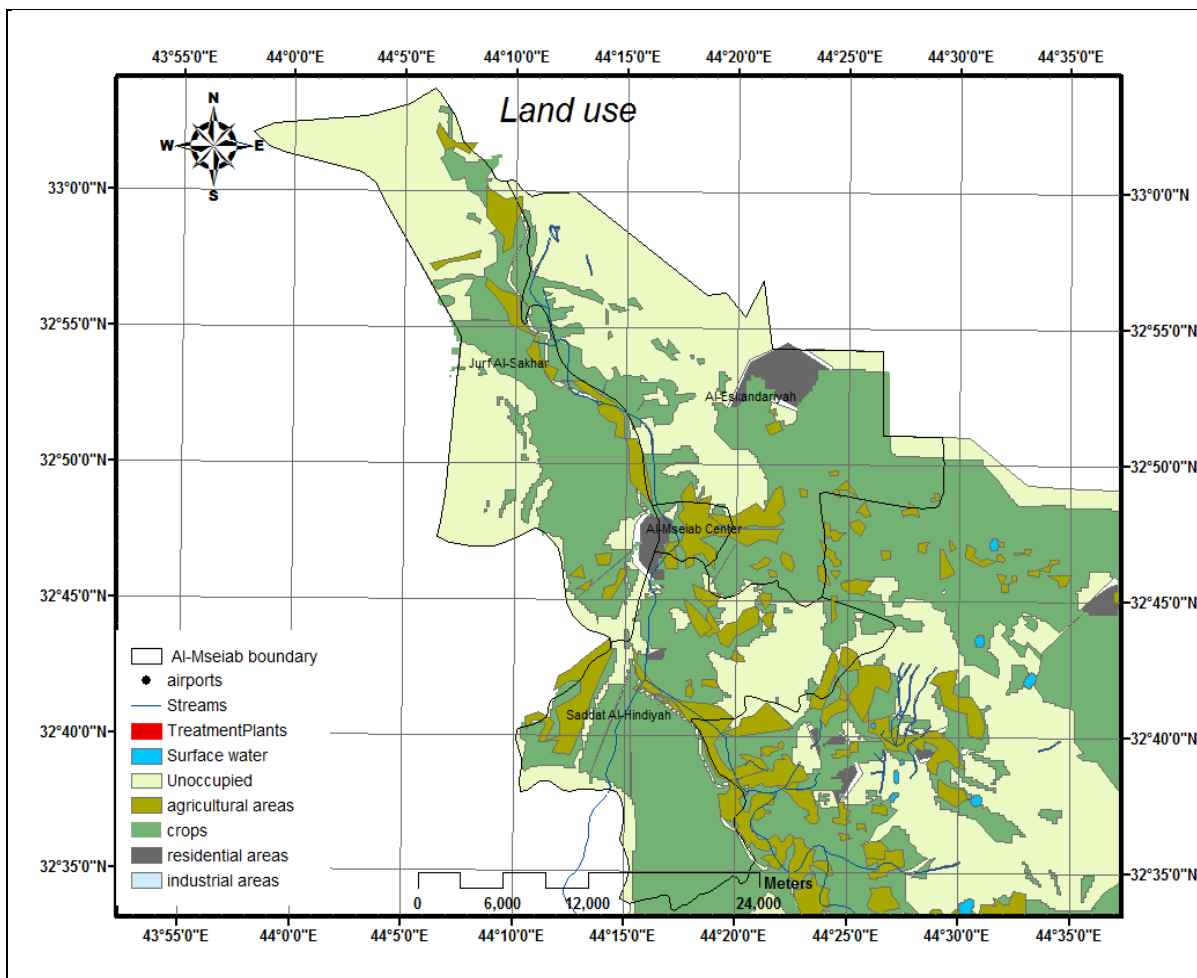 43°55'0"E 44°0'0"E 44°5'0"E 44°10'0"E 44°15'0"E 44°20'0"E 44°25'0"E 44°30'0"E 44°35'0"E
Land use
N
W E
S
33°0'0"N 33°0'0"N
32°55'0"N 32°55'0"N
Jurf Al-Sakhar
Al-Eskandariyah
32°50'0"N 32°50'0"N
Al-Mseiab Center
32°45'0"N 32°45'0"N
Al-Mseiab boundary
airports
Streams
Saddat Al-Hindiyah
TreatmentPlants
32°40'0"N 32°40'0"N
Surface water
Unoccupied
agricultural areas
crops
residential areas
industrial areas
32°35'0"N 32°35'0"N
Meters
0 6,000 12,000 24,000
43°55'0"E 44°0'0"E 44°5'0"E 44°10'0"E 44°15'0"E 44°20'0"E 44°25'0"E 44°30'0"E 44°35'0"E